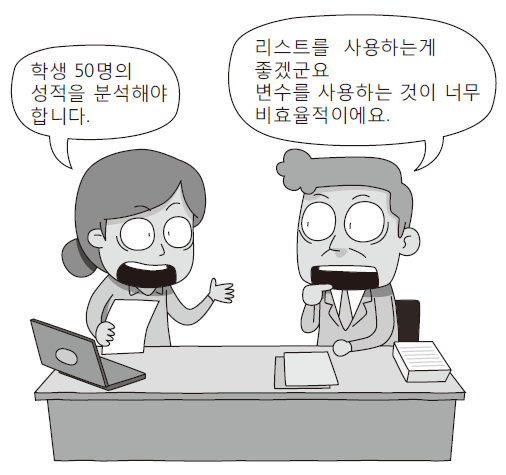 학생 50명의
성적을 분석해야
합니다.
리스트를 사용하는게
좋겠군요
변수를 사용하는 것이 너무
비효율적이에요.